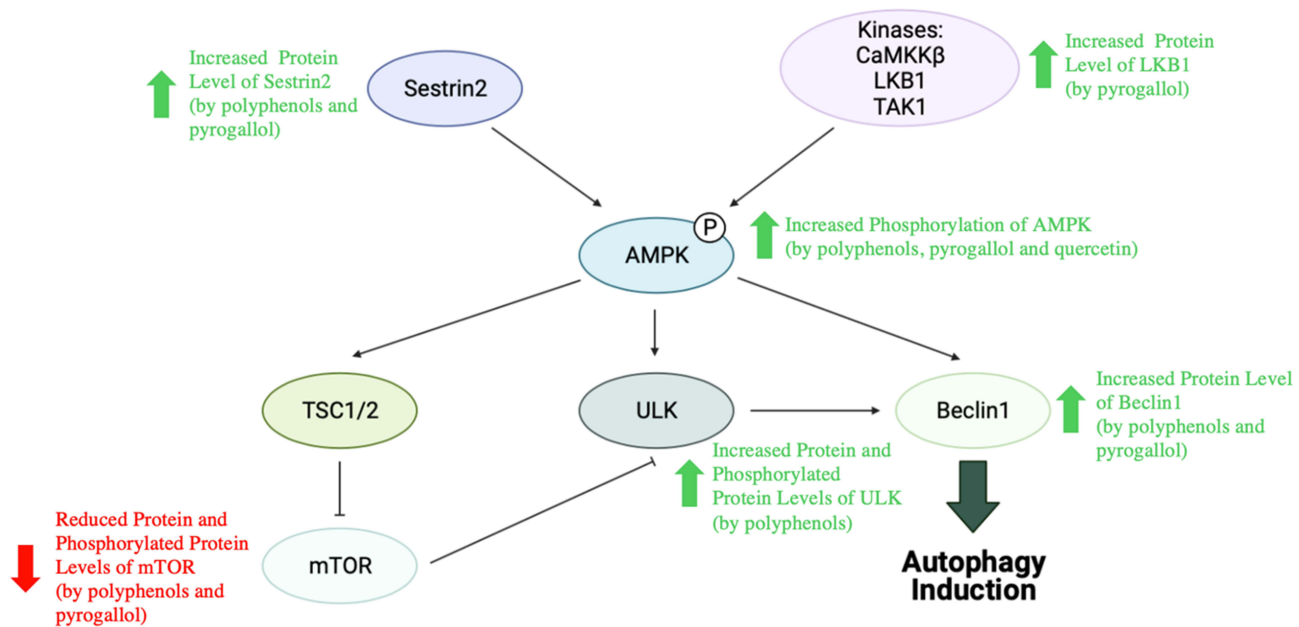 Increased Protein
Level of Sestrin2
(by polyphenols and
pyrogallol)
Sestrin2
Kinases:
CaMKKβ
LKB1
TAK1
Increased Protein
Level of LKB1
(by pyrogallol)
P
AMPK
Increased Phosphorylation of AMPK
(by polyphenols, pyrogallol and quercetin)
TSC1/2
ULK
Beclin1
Increased Protein Level
of Beclin1
(by polyphenols and
pyrogallol)
Increased Protein and
Phosphorylated
Protein Levels of ULK
(by polyphenols)
Reduced Protein and
Phosphorylated Protein
Levels of mTOR
(by polyphenols and
pyrogallol)
mTOR
Autophagy
Induction